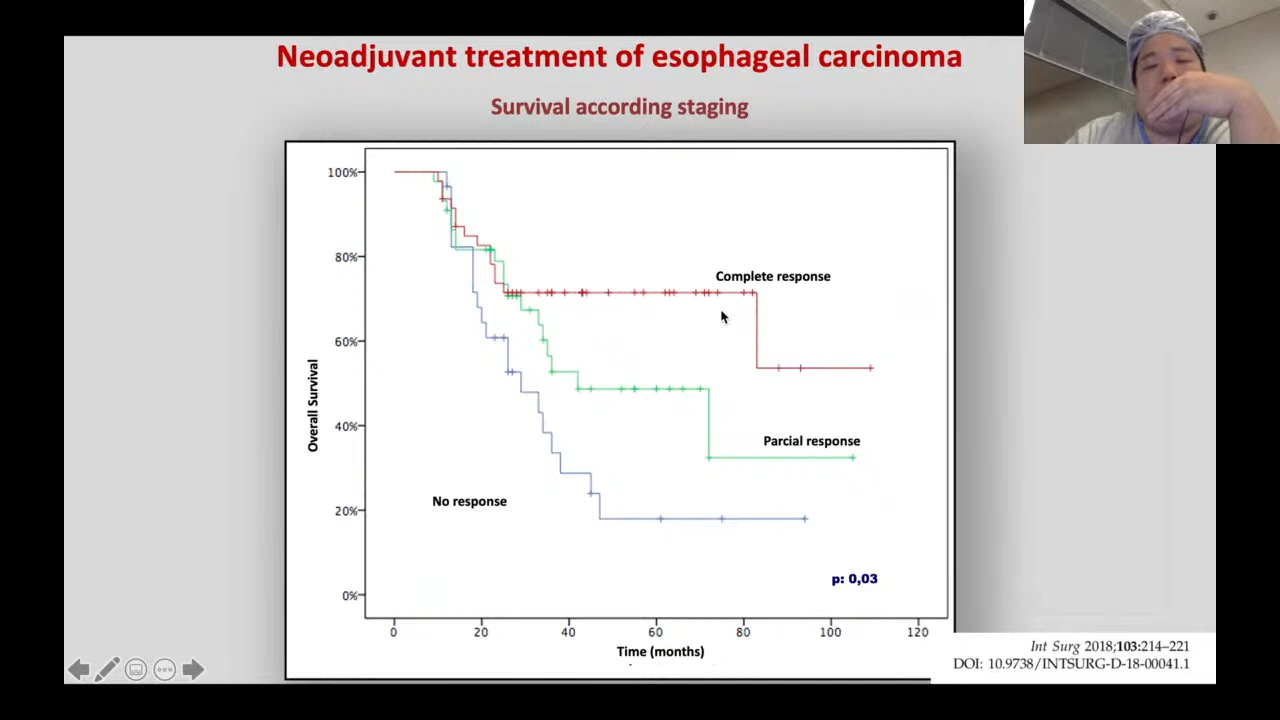 Neoadjuvant treatment of esophageal carcinoma
Survival according staging
100%
80%
60%
40%
20%
0%
Overall Survival
Complete response
Parcial response
No response
p: 0,03
0 20 40 60 80 100 120
Time (months)
Int Surg 2018;103:214–221
DOI: 10.9738/INTSURG-D-18-00041.1